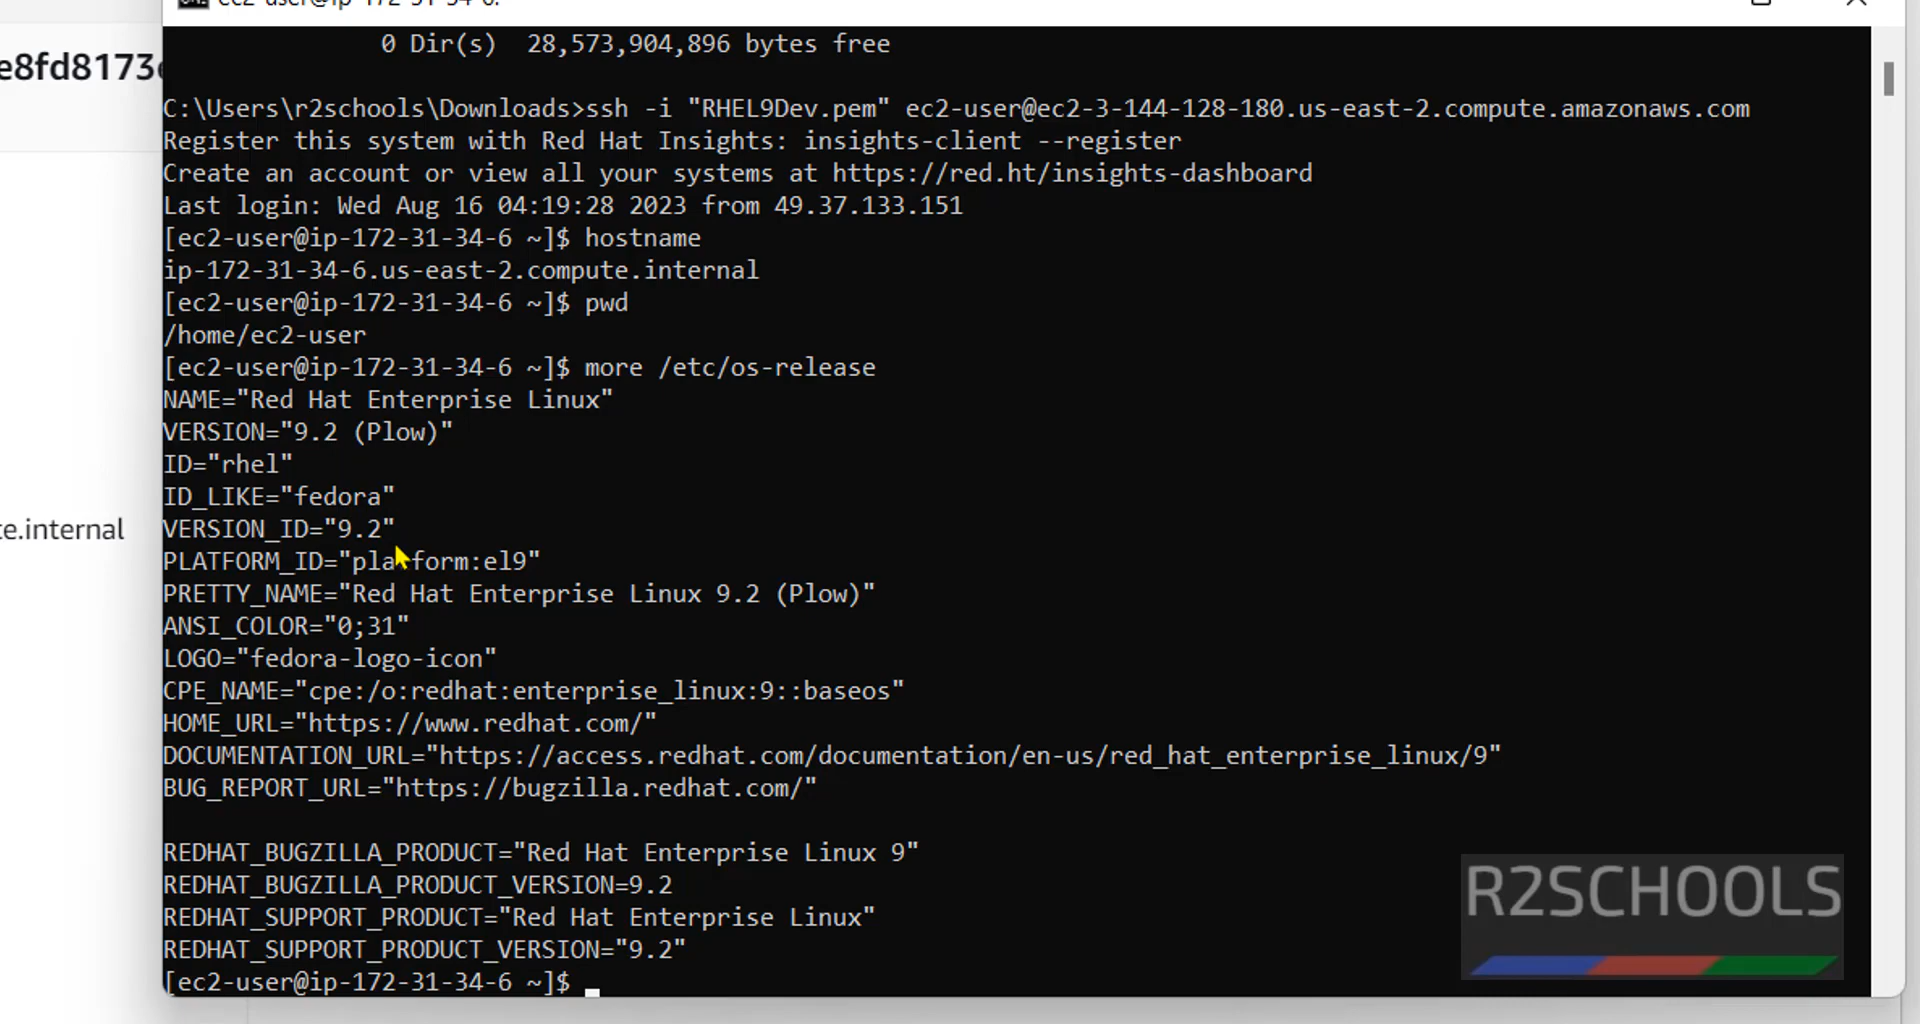 ec2-user@ip-172-31-34-6:
0 Dir(s)  28,573,904,896 bytes free
e8fd8173
C:\Users\r2schools\Downloads>ssh -i "RHEL9Dev.pem" ec2-user@ec2-3-144-128-180.us-east-2.compute.amazonaws.com
Register this system with Red Hat Insights: insights-client --register
Create an account or view all your systems at https://red.ht/insights-dashboard
Last login: Wed Aug 16 04:19:28 2023 from 49.37.133.151
[ec2-user@ip-172-31-34-6 ~]$ hostname
ip-172-31-34-6.us-east-2.compute.internal
[ec2-user@ip-172-31-34-6 ~]$ pwd
/home/ec2-user
[ec2-user@ip-172-31-34-6 ~]$ more /etc/os-release
NAME="Red Hat Enterprise Linux"
VERSION="9.2 (Plow)"
ID="rhel"
ID_LIKE="fedora"
VERSION_ID="9.2"
te.internal
PLATFORM_ID="platform:el9"
PRETTY_NAME="Red Hat Enterprise Linux 9.2 (Plow)"
ANSI_COLOR="0;31"
LOGO="fedora-logo-icon"
CPE_NAME="cpe:/o:redhat:enterprise_linux:9::baseos"
HOME_URL="https://www.redhat.com/"
DOCUMENTATION_URL="https://access.redhat.com/documentation/en-us/red_hat_enterprise_linux/9"
BUG_REPORT_URL="https://bugzilla.redhat.com/"
REDHAT_BUGZILLA_PRODUCT="Red Hat Enterprise Linux 9"
REDHAT_BUGZILLA_PRODUCT_VERSION=9.2
REDHAT_SUPPORT_PRODUCT="Red Hat Enterprise Linux"
REDHAT_SUPPORT_PRODUCT_VERSION="9.2"
[ec2-user@ip-172-31-34-6 ~]$
R2SCHOOLS